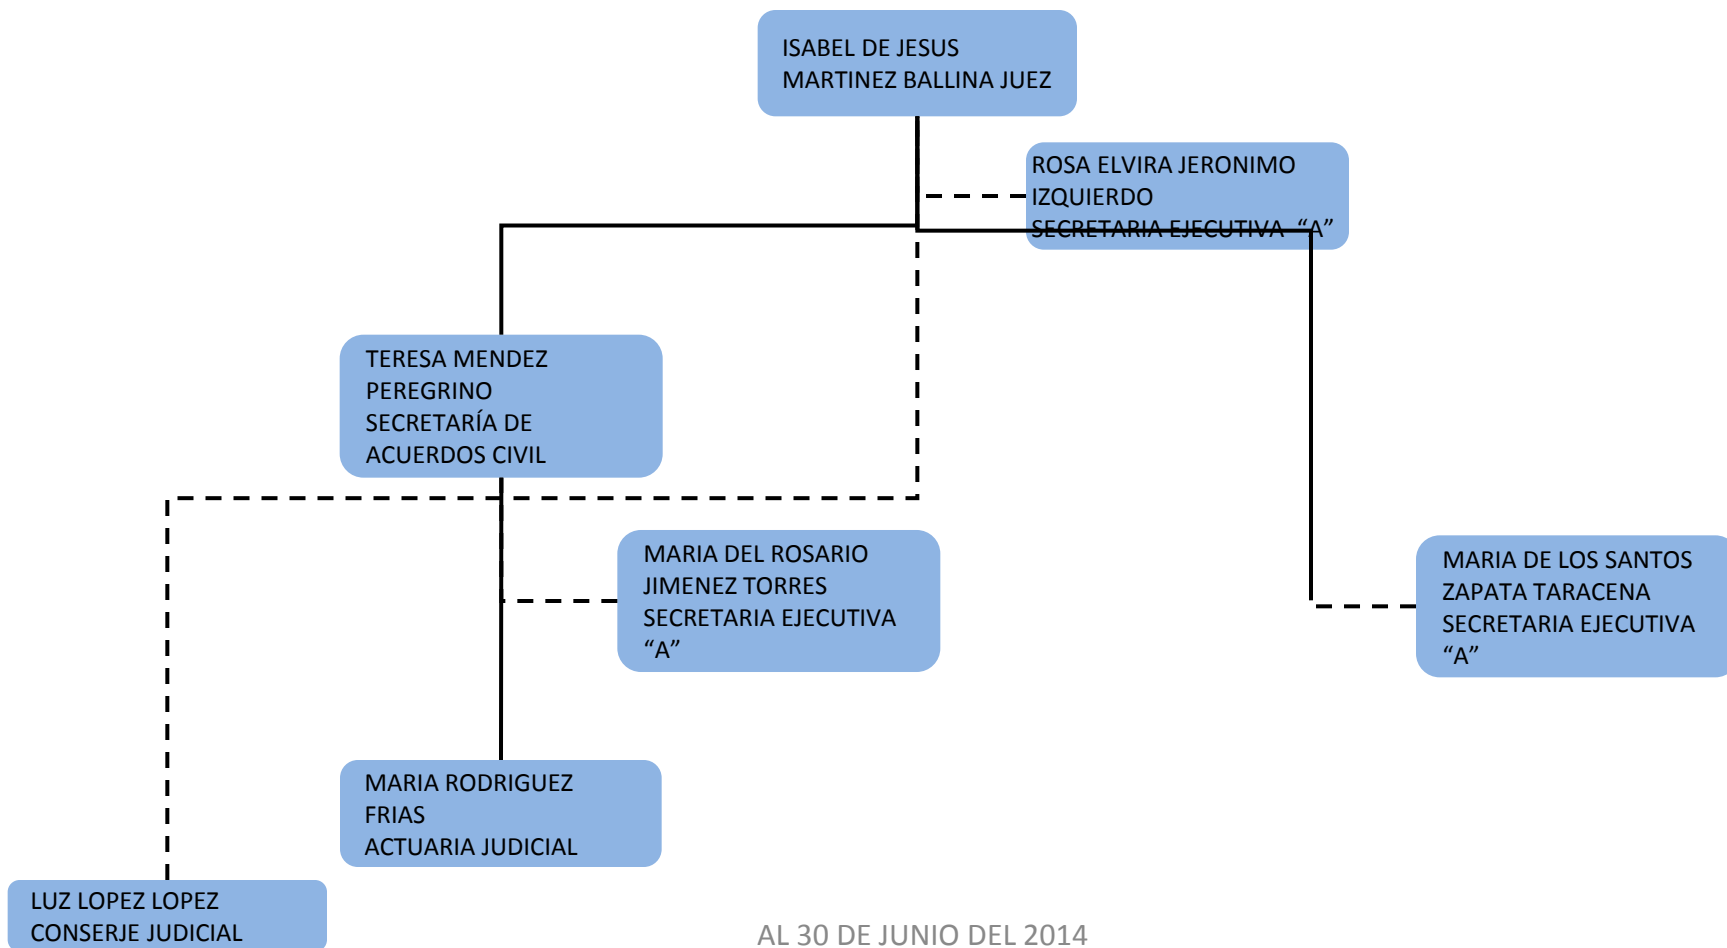 ISABEL DE JESUS
MARTINEZ BALLINA JUEZ
ROSA ELVIRA JERONIMO
IZQUIERDO
SECRETARIA EJECUTIVA “A”
TERESA MENDEZ
PEREGRINO
SECRETARÍA DE
ACUERDOS CIVIL
MARIA DEL ROSARIO
JIMENEZ TORRES
SECRETARIA EJECUTIVA
“A”
MARIA DE LOS SANTOS
ZAPATA TARACENA
SECRETARIA EJECUTIVA
“A”
MARIA RODRIGUEZ
FRIAS
ACTUARIA JUDICIAL
LUZ LOPEZ LOPEZ
CONSERJE JUDICIAL
AL 30 DE JUNIO DEL 2014